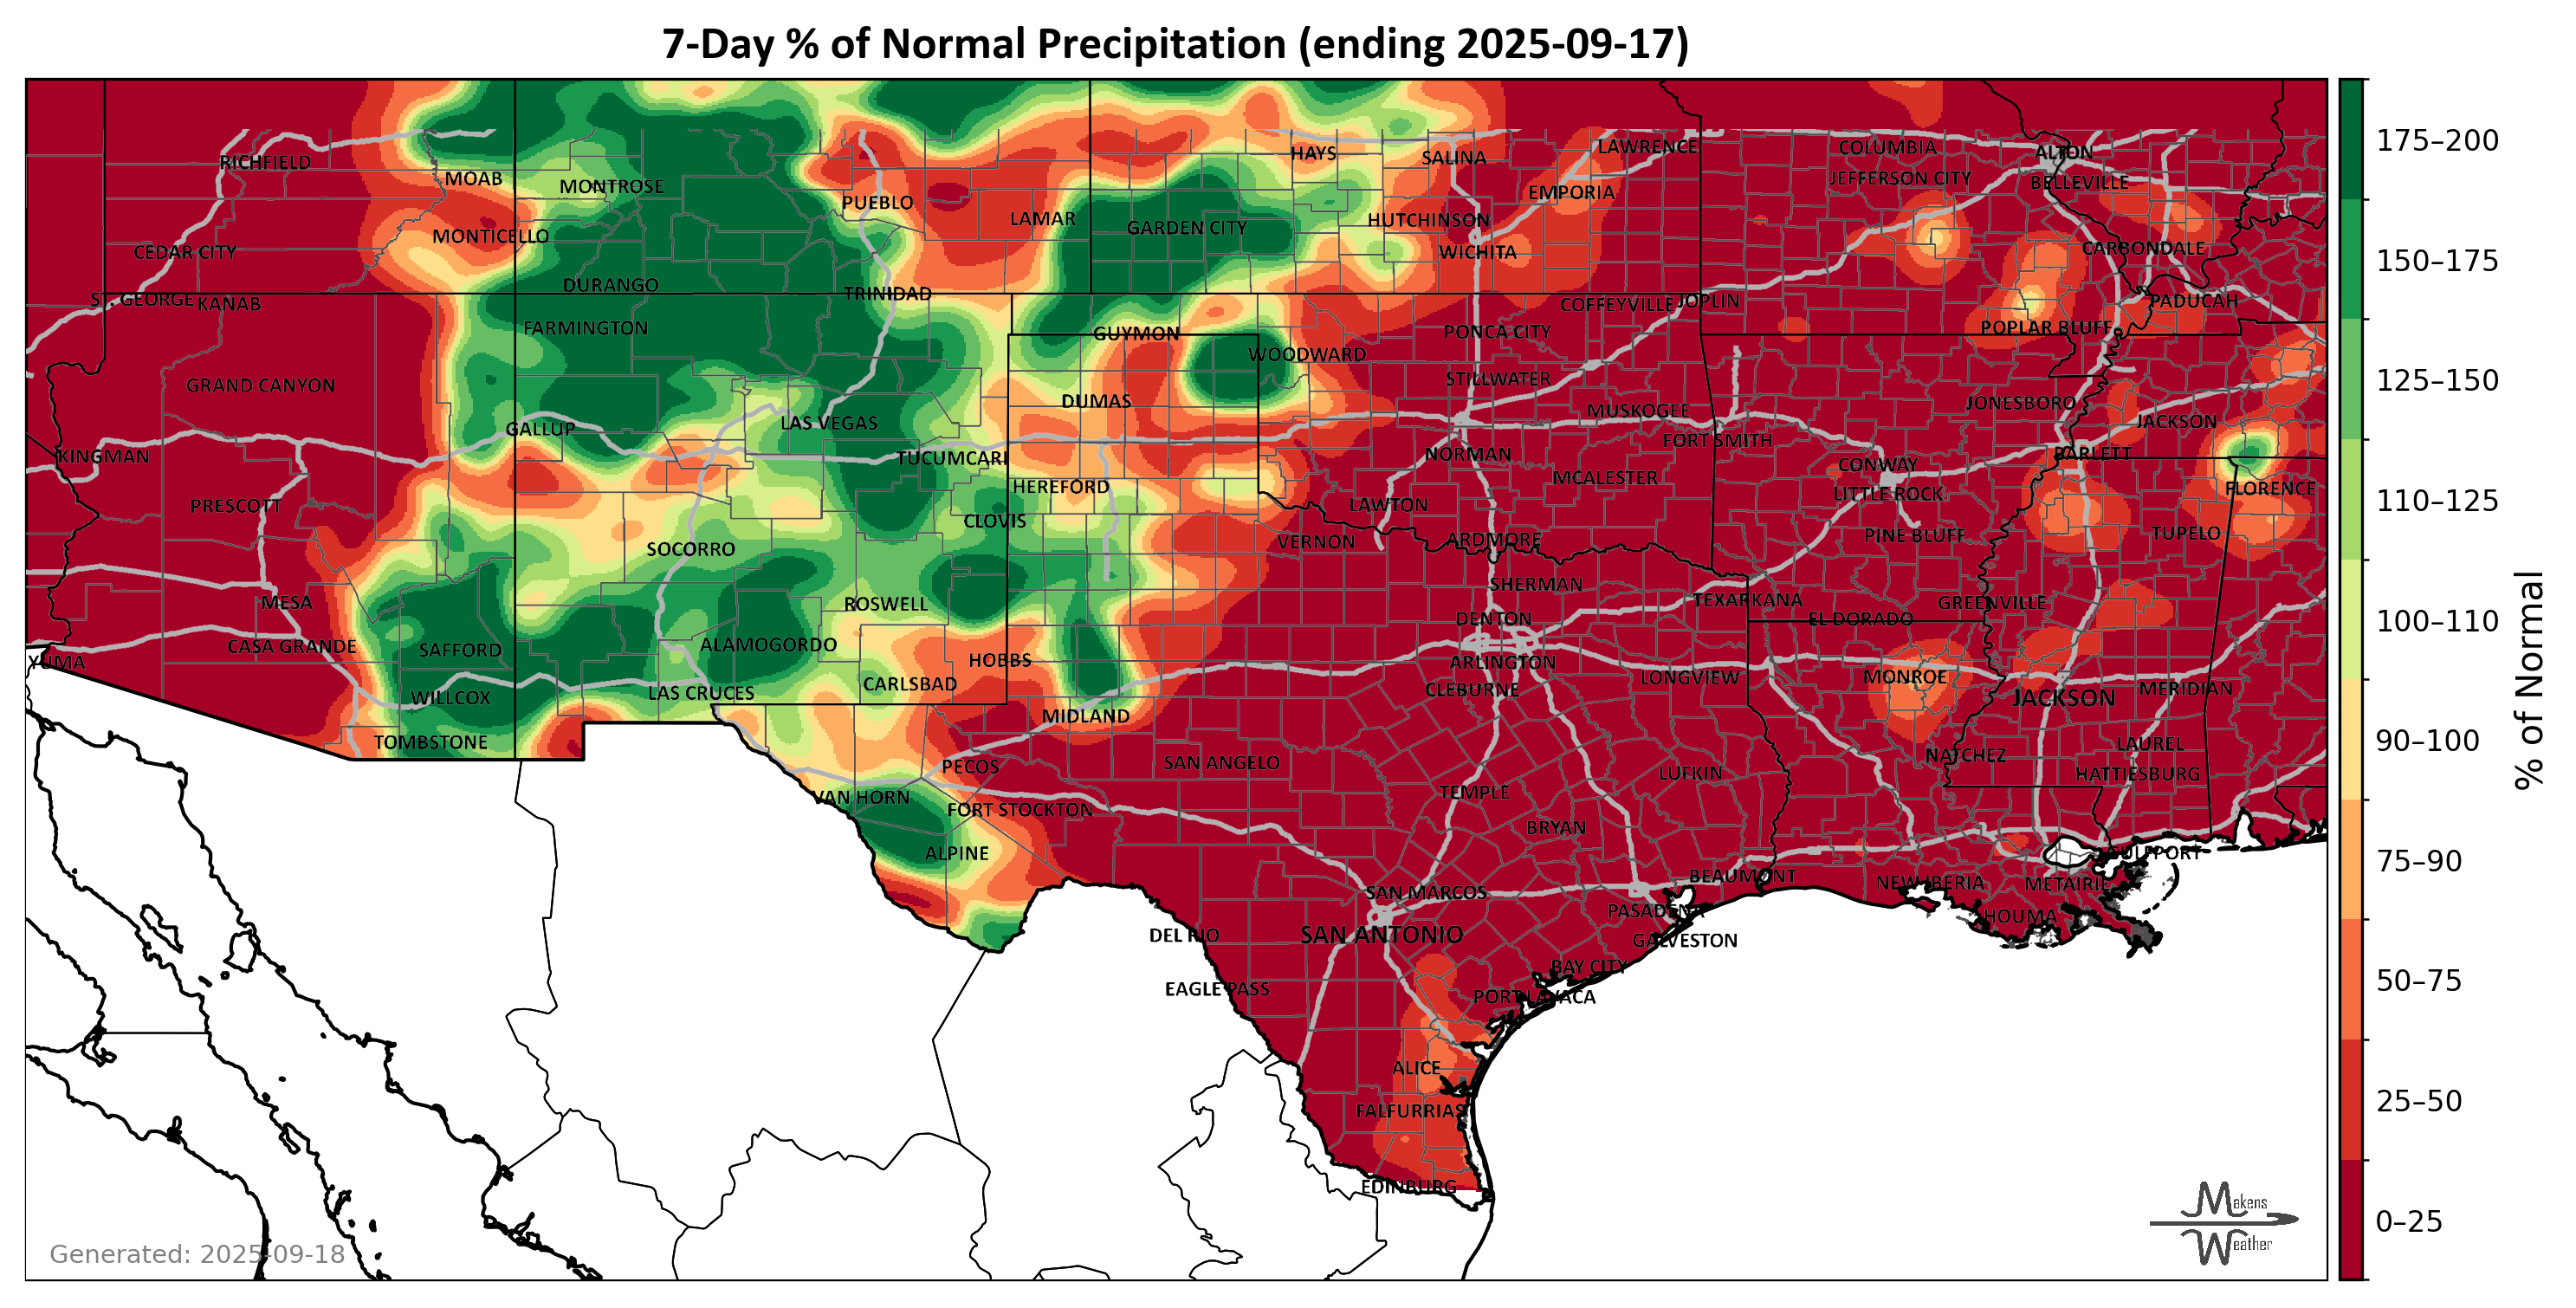 7-Day % of Normal Precipitation (ending 2025-09-17)
RICHFIELD
MOAB
MONTROSE
PUEBLO
LAMAR
GARDEN CITY
HAYS
SALINA
EMPORIA
LAWRENCE
COLUMBIA
ALTON
JEFFERSON CITY
BELLEVILLE
CEDAR CITY
MONTICELLO
HUTCHINSON
WICHITA
CARBONDALE
ST. GEORGE
KANAB
DURANGO
TRINIDAD
COFFEYVILLE
JOPLIN
PADUCAH
FARMINGTON
GUYMON
PONCA CITY
POPLAR BLUFF
WOODWARD
GRAND CANYON
STILLWATER
DUMAS
MUSKOGEE
JONESBORO
JACKSON
GALLUP
LAS VEGAS
FORT SMITH
KINGMAN
TUCUMCARI
NORMAN
BARLETT
CONWAY
HEREFORD
MCALESTER
LITTLE ROCK
FLORENCE
PRESCOTT
CLOVIS
LAWTON
VERNON
ARDMORE
PINE BLUFF
TUPELO
SOCORRO
SHERMAN
MESA
ROSWELL
DENTON
TEXARKANA
EL DORADO
GREENVILLE
CASA GRANDE
SAFFORD
ALAMOGORDO
HOBBS
ARLINGTON
YUMA
WILLCOX
LAS CRUCES
CARLSBAD
CLEBURNE
LONGVIEW
MONROE
JACKSON
MERIDIAN
MIDLAND
TOMBSTONE
PECOS
SAN ANGELO
LUFKIN
NATCHEZ
LAUREL
HATTIESBURG
VAN HORN
FORT STOCKTON
TEMPLE
BRYAN
ALPINE
GULFPORT
SAN MARCOS
BEAUMONT
NEW IBERIA
METAIRIE
PASADENA
HOUMA
DEL RIO
SAN ANTONIO
GALVESTON
EAGLE PASS
BAY CITY
PORT LAVACA
ALICE
FALFURRIAS
EDINBURG
Generated: 2025-09-18
Makens
Weather
175–200
150–175
125–150
110–125
100–110
90–100
75–90
50–75
25–50
0–25
% of Normal